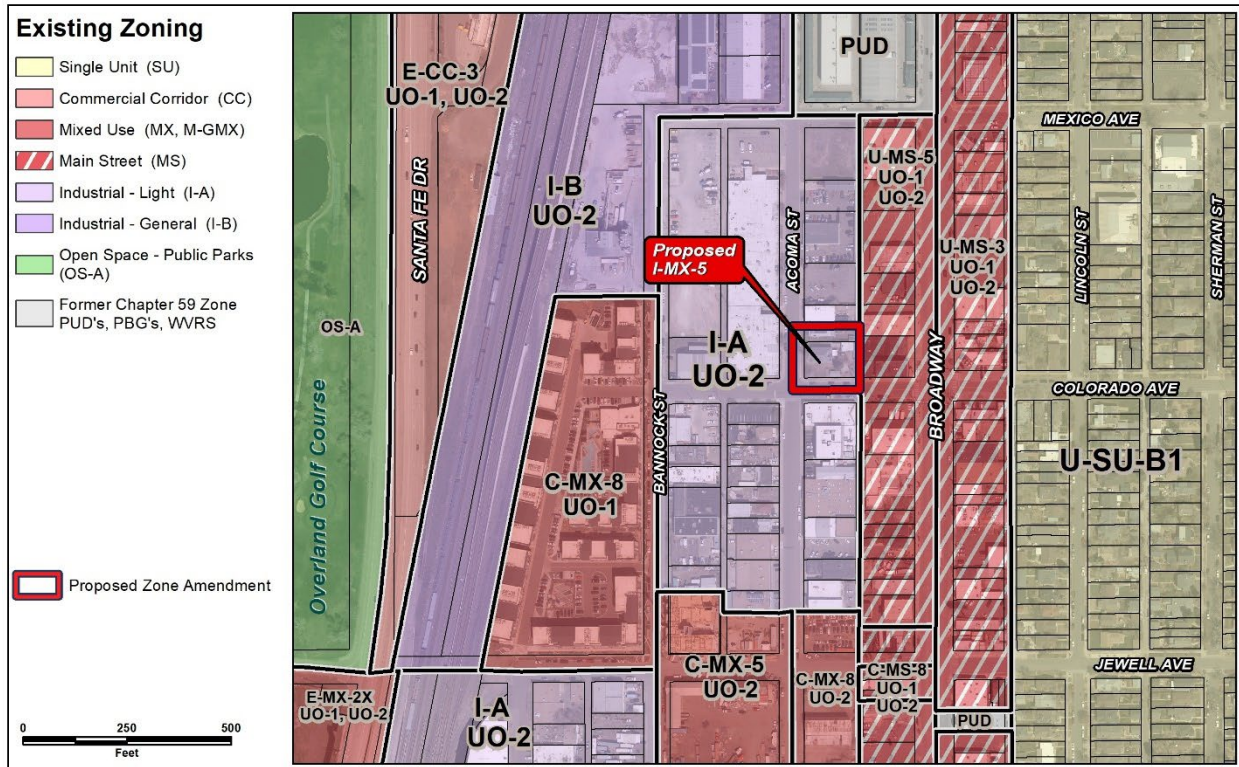 Existing Zoning
Single Unit (SU)
Commercial Corridor (CC)
Mixed Use (MX, M-GMX)
Main Street (MS)
Industrial - Light (I-A)
Industrial - General (I-B)
Open Space - Public Parks
(OS-A)
Former Chapter 59 Zone
PUD's, PBG's, WVRS
Proposed Zone Amendment
0 250 500
Feet
E-CC-3
UO-1, UO-2
PUD
MEXICO AVE
SANTA FE DR
I-B
UO-2
ACOMA ST
U-MS-5
UO-1
UO-2
U-MS-3
UO-1
UO-2
LINCOLN ST
SHERMAN ST
Proposed
I-MX-5
OS-A
I-A
UO-2
BROADWAY
COLORADO AVE
Overland Golf Course
C-MX-8
UO-1
BANNOCK ST
U-SU-B1
JEWELL AVE
E-MX-2X
UO-1, UO-2
I-A
UO-2
C-MX-5
UO-2
C-MX-8
UO-2
C-MS-8
UO-1
UO-2
PUD